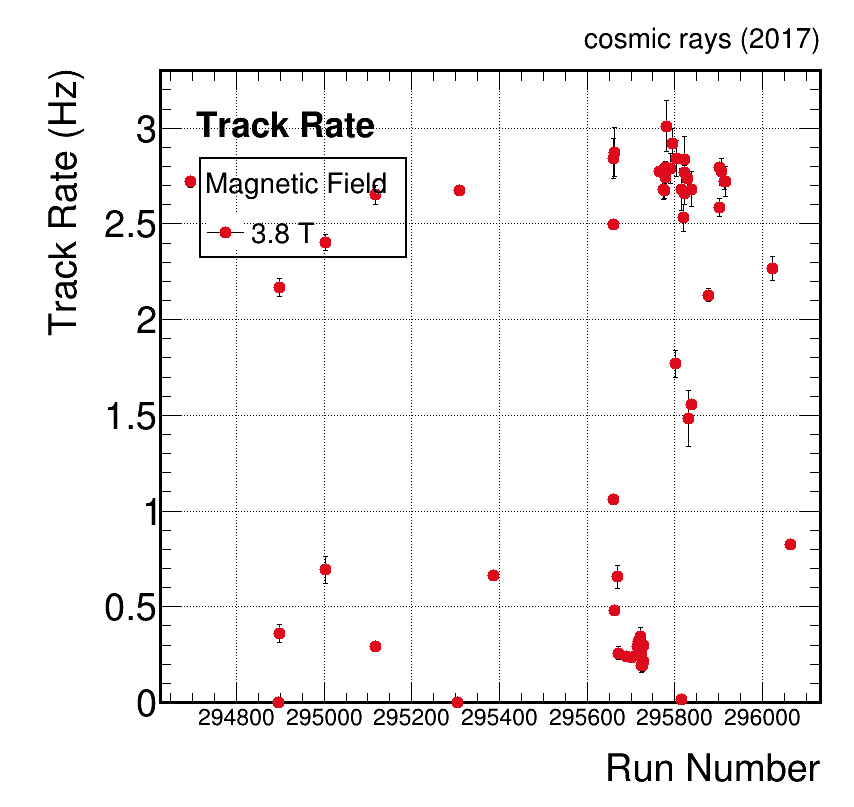 cosmic rays (2017)
Track Rate (Hz)
Track Rate
Magnetic Field
3.8 T
3
2.5
2
1.5
1
0.5
0
294800 295000 295200 295400 295600 295800 296000
Run Number